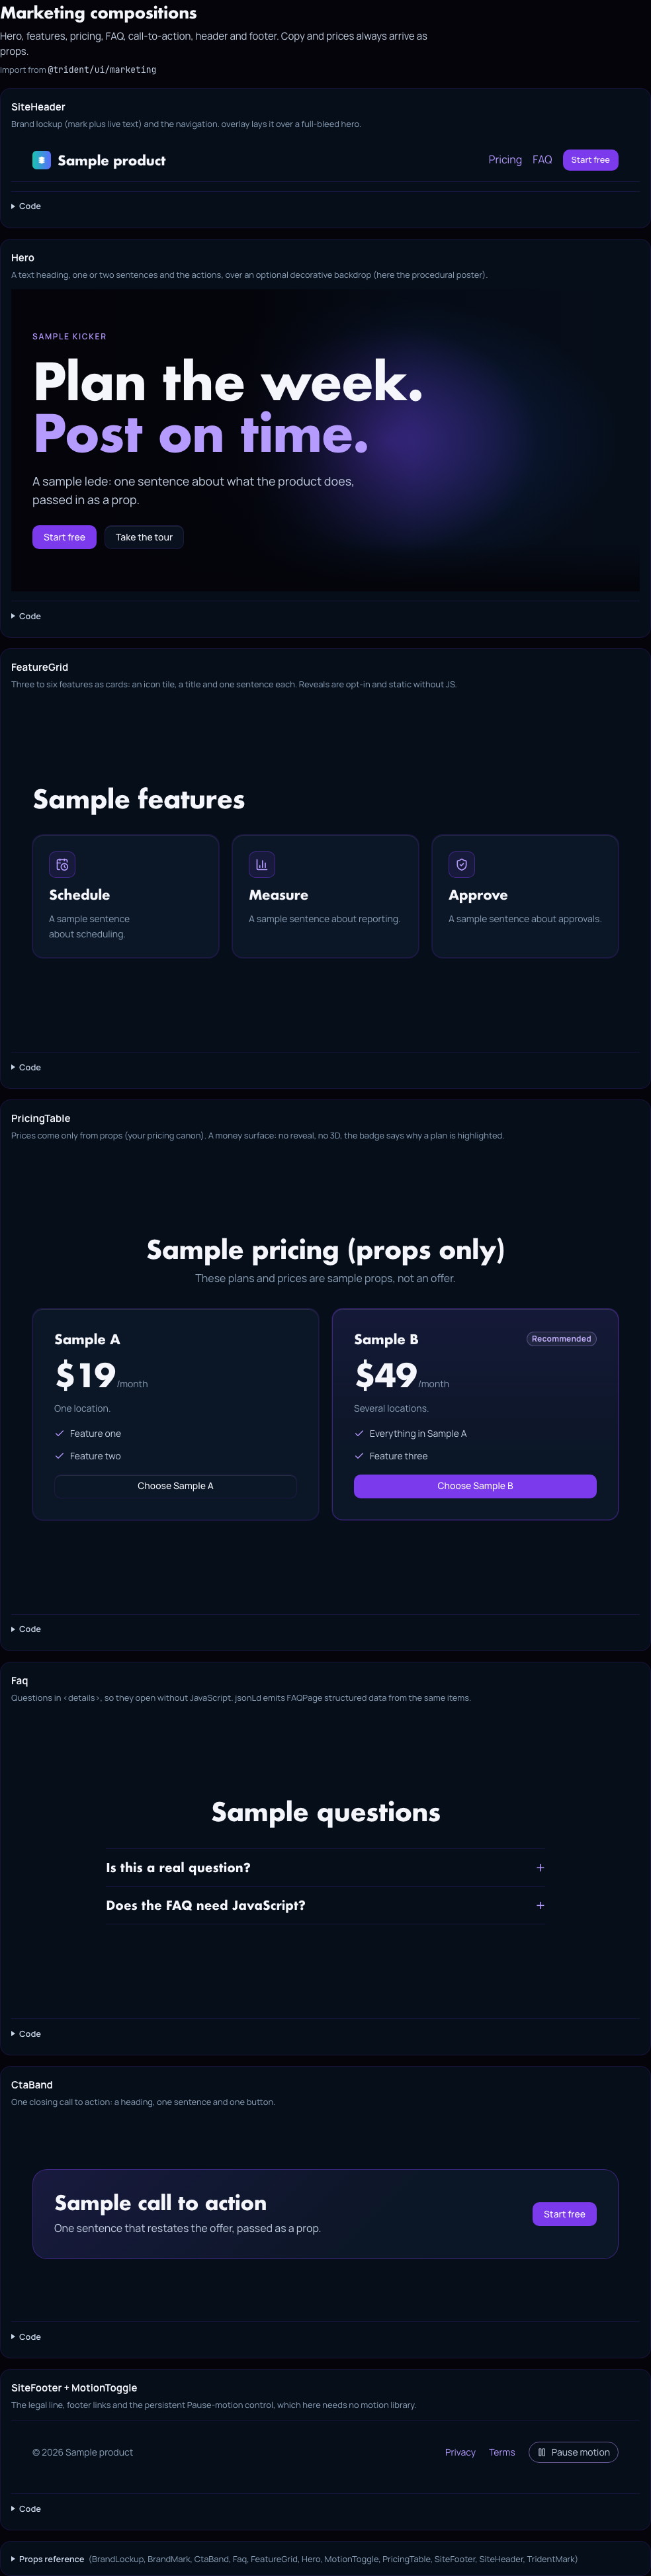 Marketing compositions
Hero, features, pricing, FAQ, call-to-action, header and footer. Copy and prices always arrive as
props.
Import from @trident/ui/marketing
SiteHeader
Brand lockup (mark plus live text) and the navigation. overlay lays it over a full-bleed hero.
Sample product
Pricing FAQ Start free
Code
Hero
A text heading, one or two sentences and the actions, over an optional decorative backdrop (here the procedural poster).
SAMPLE KICKER
Plan the week.
Post on time.
A sample lede: one sentence about what the product does,
passed in as a prop.
Start free Take the tour
Code
FeatureGrid
Three to six features as cards: an icon tile, a title and one sentence each. Reveals are opt-in and static without JS.
Sample features
Schedule
A sample sentence
about scheduling.
Measure
A sample sentence about reporting.
Approve
A sample sentence about approvals.
Code
PricingTable
Prices come only from props (your pricing canon). A money surface: no reveal, no 3D, the badge says why a plan is highlighted.
Sample pricing (props only)
These plans and prices are sample props, not an offer.
Sample A
$19/month
One location.
Feature one
Feature two
Choose Sample A
Sample B Recommended
$49/month
Several locations.
Everything in Sample A
Feature three
Choose Sample B
Code
Faq
Questions in <details>, so they open without JavaScript. jsonLd emits FAQPage structured data from the same items.
Sample questions
Is this a real question? +
Does the FAQ need JavaScript? +
Code
CtaBand
One closing call to action: a heading, one sentence and one button.
Sample call to action
One sentence that restates the offer, passed as a prop.
Start free
Code
SiteFooter + MotionToggle
The legal line, footer links and the persistent Pause-motion control, which here needs no motion library.
© 2026 Sample product
Privacy Terms Pause motion
Code
Props reference (BrandLockup, BrandMark, CtaBand, Faq, FeatureGrid, Hero, MotionToggle, PricingTable, SiteFooter, SiteHeader, TridentMark)